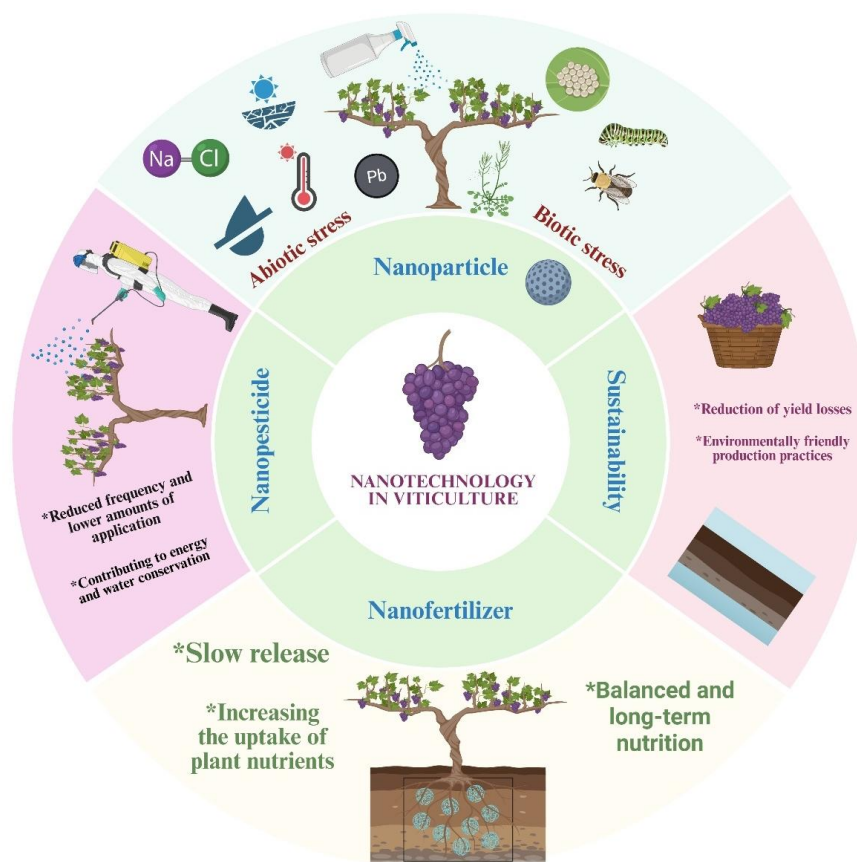 Na
Cl
Pb
Abiotic stress
Biotic stress
Nanoparticle
Nanopesticide
Sustainability
NANOTECHNOLOGY
IN VITICULTURE
Nanofertilizer
*Reduction of yield losses
*Environmentally friendly
production practices
*Reduced frequency and
lower amounts of
application
*Contributing to energy
and water conservation
*Slow release
*Increasing
the uptake of
plant nutrients
*Balanced and
long-term
nutrition